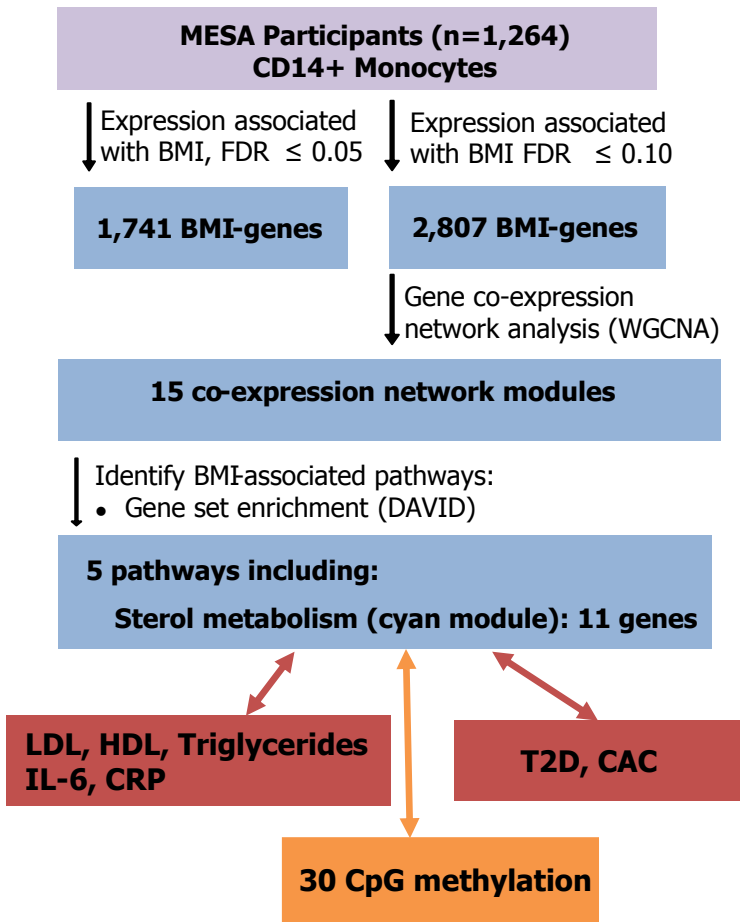 MESA Participants (n=1,264)
CD14+ Monocytes
Expression associated
with BMI, FDR ≤ 0.05
Expression associated
with BMI FDR ≤ 0.10
1,741 BMI-genes
2,807 BMI-genes
Gene co-expression
network analysis (WGCNA)
15 co-expression network modules
Identify BMI-associated pathways:
• Gene set enrichment (DAVID)
5 pathways including:
Sterol metabolism (cyan module): 11 genes
LDL, HDL, Triglycerides
IL-6, CRP
T2D, CAC
30 CpG methylation